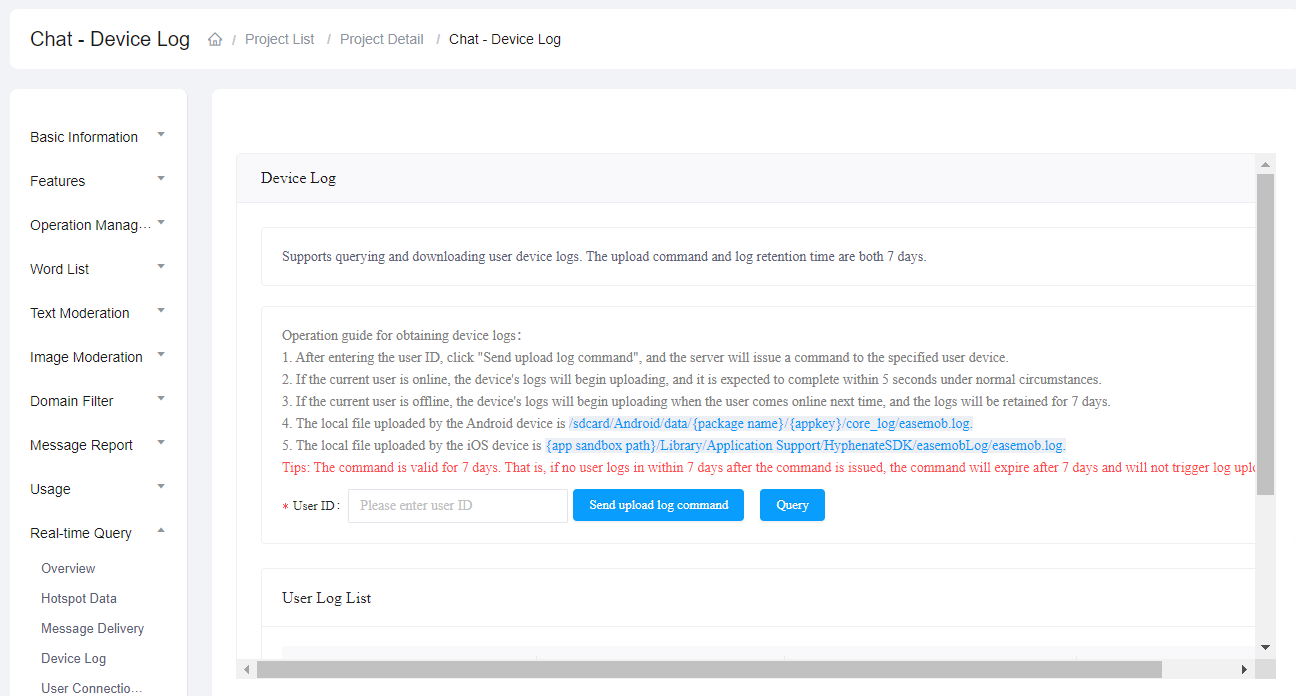 Chat - Device Log / Project List / Project Detail / Chat - Device Log
Basic Information
Features
Operation Manag···
Word List
Text Moderation
Image Moderation
Domain Filter
Message Report
Usage
Real-time Query
Overview
Hotspot Data
Message Delivery
Device Log
User Connectio...
Device Log
Supports querying and downloading user device logs. The upload command and log retention time are both 7 days.
Operation guide for obtaining device logs：
1. After entering the user ID, click "Send upload log command", and the server will issue a command to the specified user device.
2. If the current user is online, the device's logs will begin uploading, and it is expected to complete within 5 seconds under normal circumstances.
3. If the current user is offline, the device's logs will begin uploading when the user comes online next time, and the logs will be retained for 7 days.
4. The local file uploaded by the Android device is /sdcard/Android/data/{package name}/{appkey}/core_log/easemob.log.
5. The local file uploaded by the iOS device is {app sandbox path}/Library/Application Support/HyphenateSDK/easemobLog/easemob.log.
Tips: The command is valid for 7 days. That is, if no user logs in within 7 days after the command is issued, the command will expire after 7 days and will not trigger log uplo
* User ID： Please enter user ID Send upload log command Query
User Log List